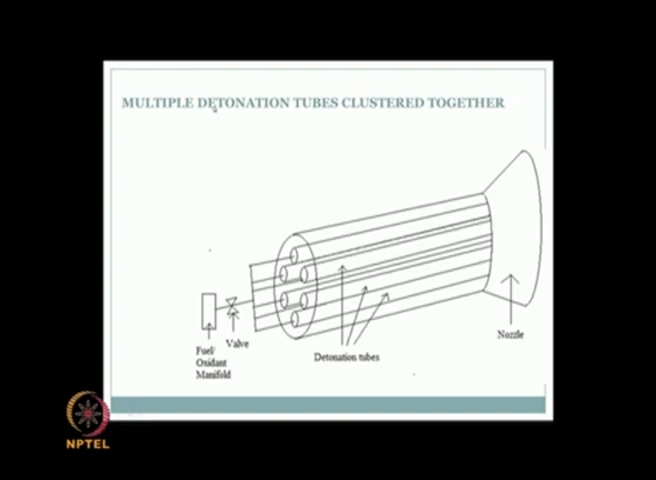 MULTIPLE DETONATION TUBES CLUSTERED TOGETHER
Nozzle
Valve
Fuel/
Oxidant
Manifold
Detonation tubes
NPTEL